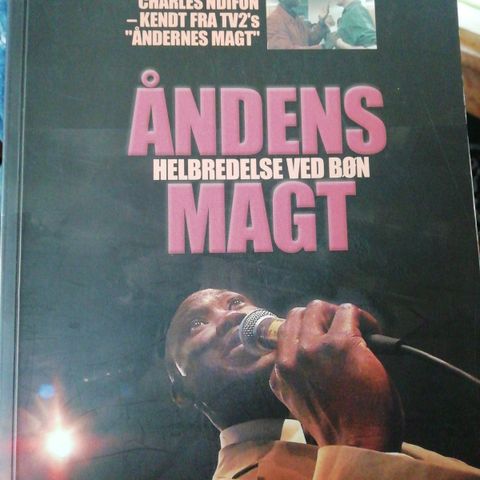 CHARLES NDIFON
– KENDT FRA TV2's
"ÅNDERNES MAGT"
ÅNDENS
HELBREDELSE VED BØN
MAGT